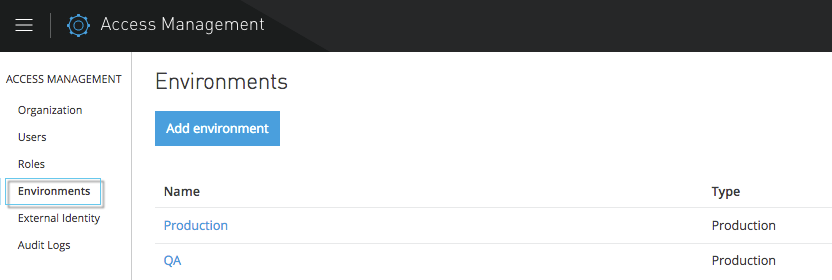 Access Management
ACCESS MANAGEMENT
Organization
Users
Roles
Environments
External Identity
Audit Logs
Environments
Add environment
Name Type
Production Production
QA Production